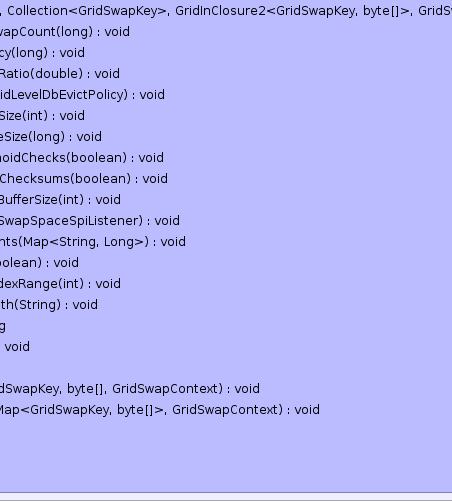 , Collection<GridSwapKey>, GridInClosure2<GridSwapKey, byte[]>, GridSw
wapCount(long) : void
cy(long) : void
Ratio(double) : void
idLevelDbEvictPolicy) : void
Size(int) : void
eSize(long) : void
noidChecks(boolean) : void
Checksums(boolean) : void
BufferSize(int) : void
SwapSpaceSpiListener) : void
nts(Map<String, Long>) : void
oolean) : void
dexRange(int) : void
th(String) : void
g
: void
dSwapKey, byte[], GridSwapContext) : void
Map<GridSwapKey, byte[]>, GridSwapContext) : void